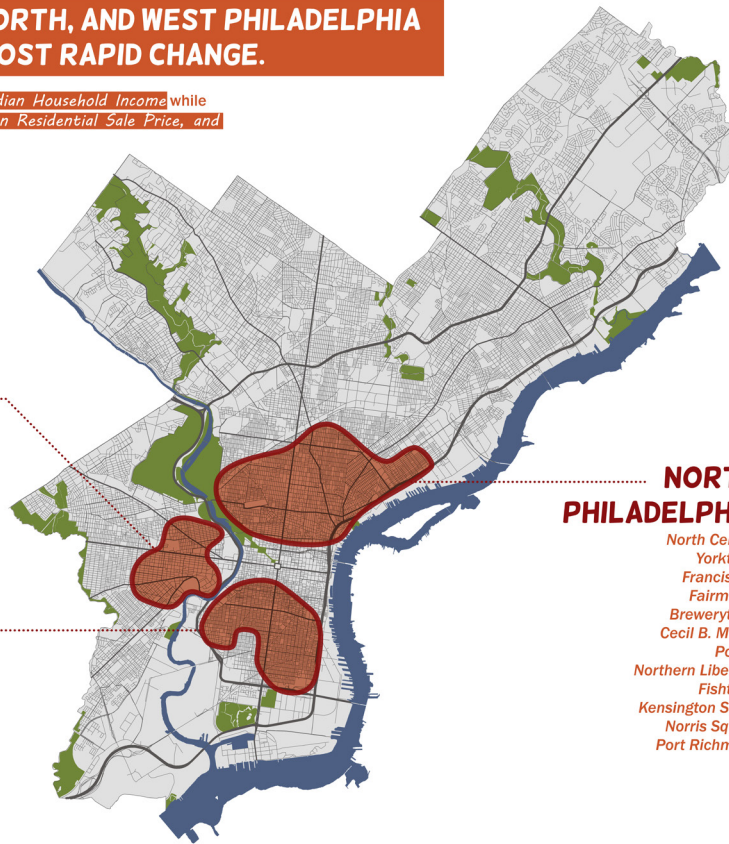 ORTH, AND WEST PHILADELPHIA
OST RAPID CHANGE.
dian Household Income while
n Residential Sale Price, and
NORT
PHILADELPH
North Cer
Yorkt
Francis
Fairm
Breweryt
Cecil B. M
Po
Northern Libe
Fisht
Kensington S
Norris Sq
Port Richm